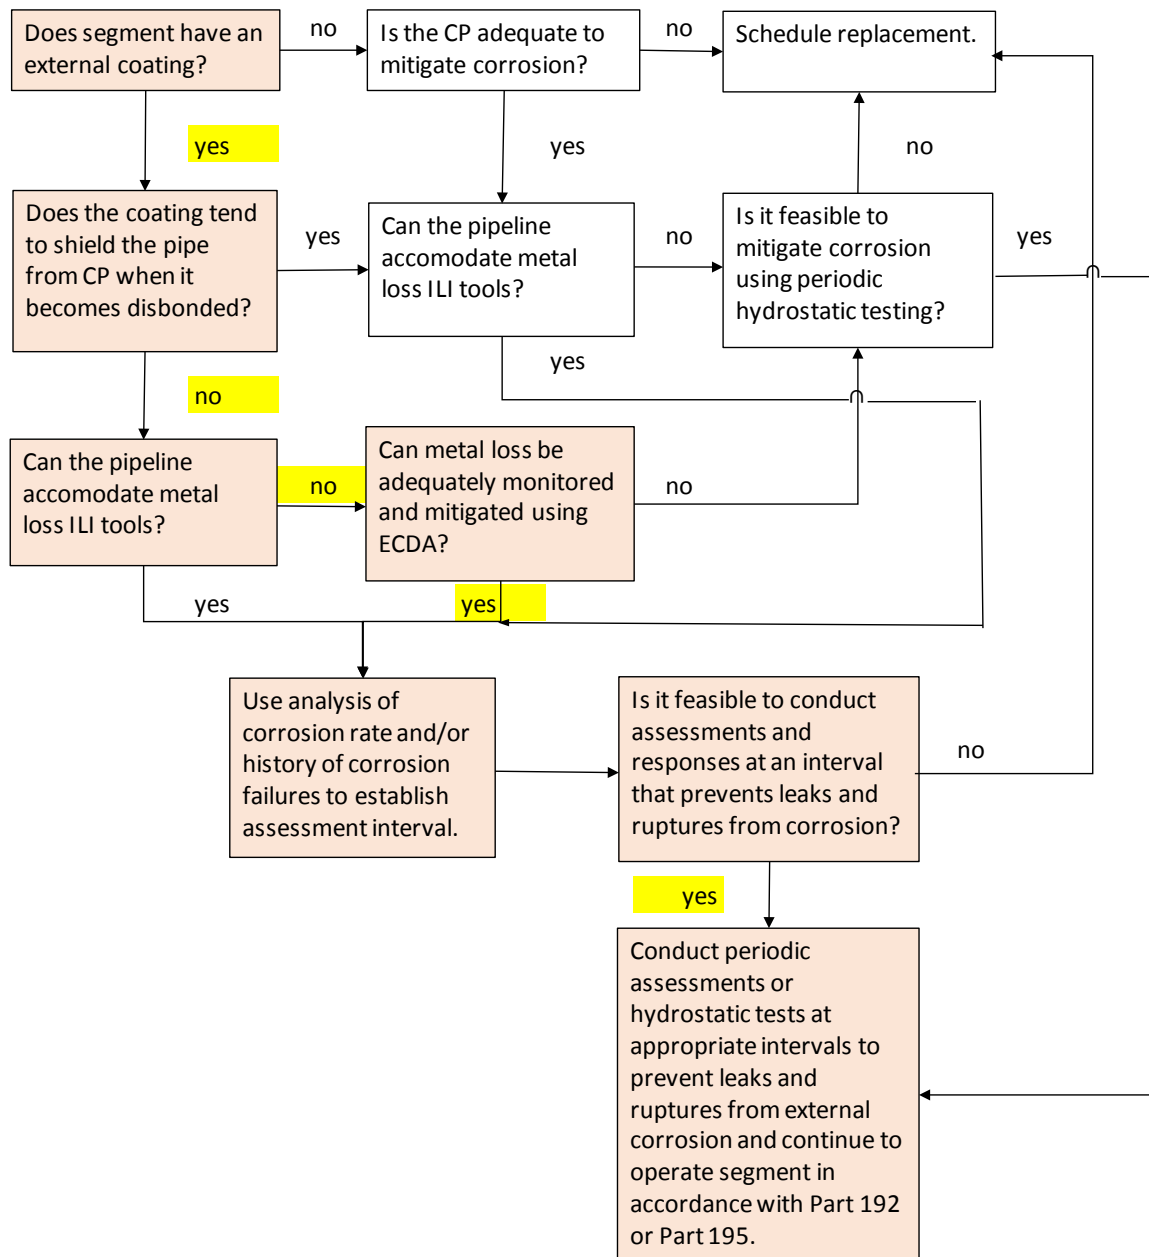 Does segment have an
external coating?
no
Is the CP adequate to
mitigate corrosion?
no
Schedule replacement.
yes
yes
no
Does the coating tend
to shield the pipe
from CP when it
becomes disbonded?
yes
Can the pipeline
accomodate metal
loss ILI tools?
no
Is it feasible to
mitigate corrosion
using periodic
hydrostatic testing?
yes
no
yes
Can the pipeline
accomodate metal
loss ILI tools?
no
Can metal loss be
adequately monitored
and mitigated using
ECDA?
no
yes
yes
Use analysis of
corrosion rate and/or
history of corrosion
failures to establish
assessment interval.
Is it feasible to conduct
assessments and
responses at an interval
that prevents leaks and
ruptures from corrosion?
no
yes
Conduct periodic
assessments or
hydrostatic tests at
appropriate intervals to
prevent leaks and
ruptures from external
corrosion and continue to
operate segment in
accordance with Part 192
or Part 195.